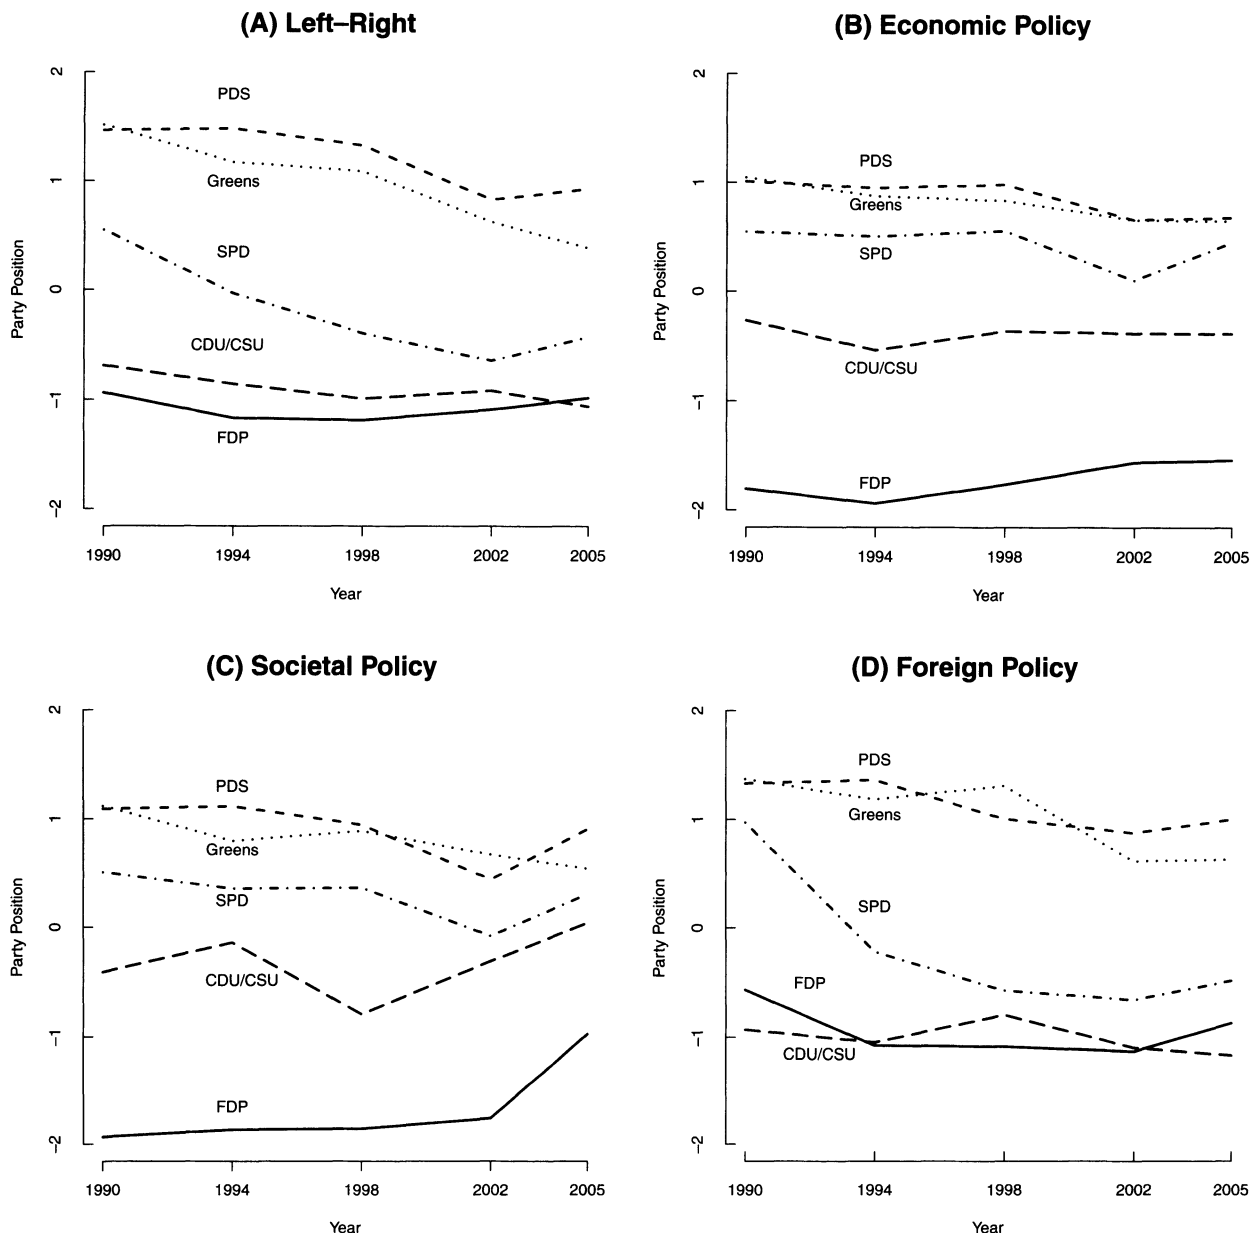 (A) Left–Right
2
1
0
−1
−2
Party Position
PDS
Greens
SPD
CDU/CSU
FDP
1990 1994 1998 2002 2005
Year
(B) Economic Policy
2
1
0
−1
−2
Party Position
PDS
Greens
SPD
CDU/CSU
FDP
1990 1994 1998 2002 2005
Year
(C) Societal Policy
2
1
0
−1
−2
Party Position
PDS
Greens
SPD
CDU/CSU
FDP
1990 1994 1998 2002 2005
Year
(D) Foreign Policy
2
1
0
−1
−2
Party Position
PDS
Greens
SPD
FDP
CDU/CSU
1990 1994 1998 2002 2005
Year